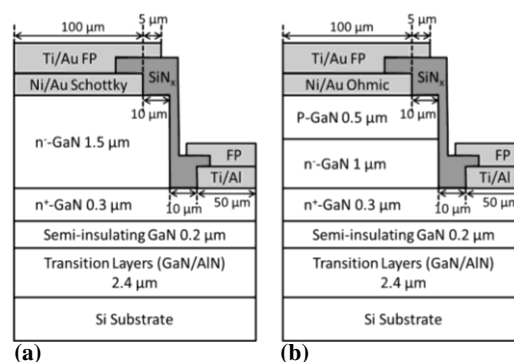 100 μm
5 μm
Ti/Au FP
SiNₓ
Ni/Au Schottky
10 μm
n⁻-GaN 1.5 μm
FP
Ti/Al
n⁺-GaN 0.3 μm
10 μm
50 μm
Semi-insulating GaN 0.2 μm
Transition Layers (GaN/AlN)
2.4 μm
Si Substrate
(a)
100 μm
5 μm
Ti/Au FP
SiNₓ
Ni/Au Ohmic
10 μm
P-GaN 0.5 μm
n⁻-GaN 1 μm
FP
Ti/Al
n⁺-GaN 0.3 μm
10 μm
50 μm
Semi-insulating GaN 0.2 μm
Transition Layers (GaN/AlN)
2.4 μm
Si Substrate
(b)